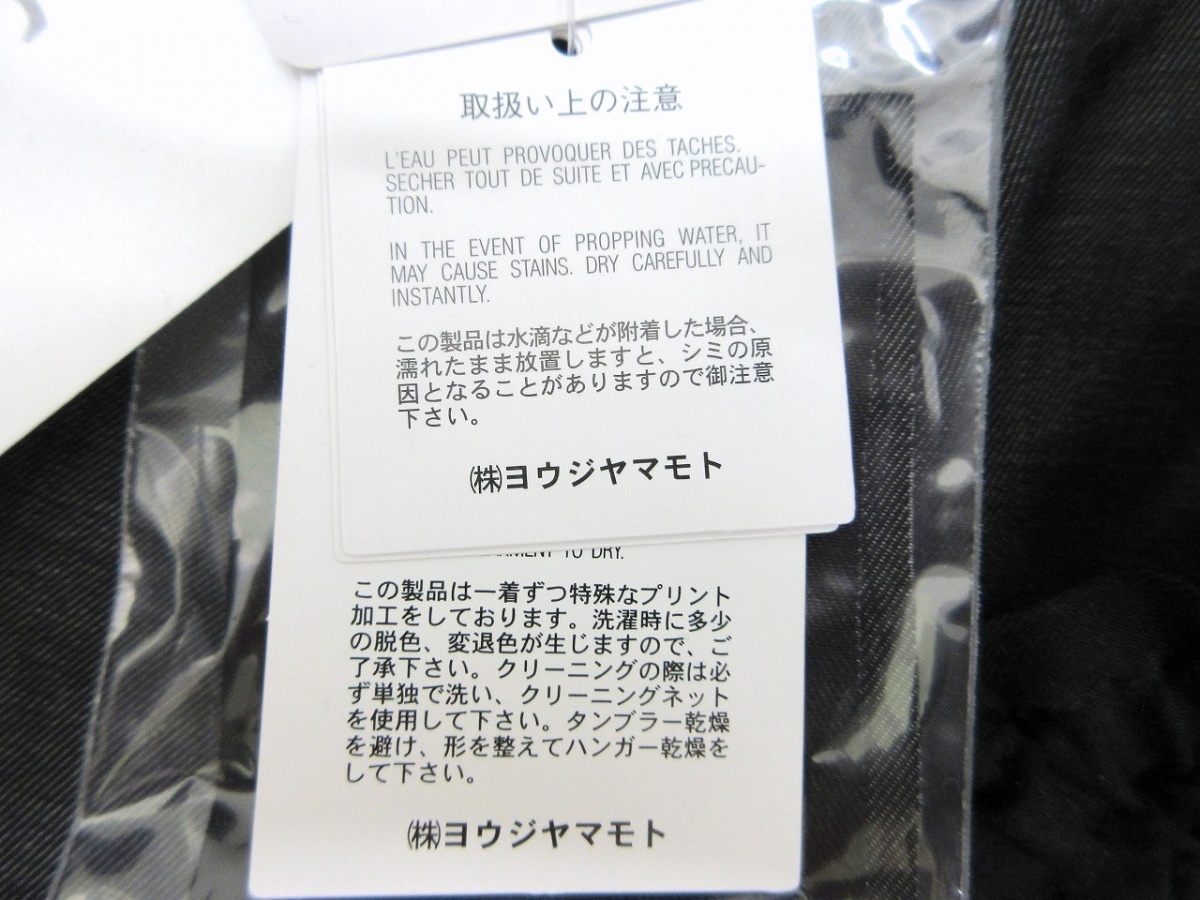 取扱い上の注意
L'EAU PEUT PROVOQUER DES TACHES.
SECHER TOUT DE SUITE ET AVEC PRECAU-
TION.
IN THE EVENT OF PROPPING WATER, IT
MAY CAUSE STAINS. DRY CAREFULLY AND
INSTANTLY.
この製品は水滴などが附着した場合、
濡れたまま放置しますと、シミの原
因となることがありますので御注意
下さい。
㈱ヨウジヤマモト
TO DRY.
この製品は一着ずつ特殊なプリント
加工をしております。洗濯時に多少
の脱色、変退色が生じますので、ご
了承下さい。クリーニングの際は必
ず単独で洗い、クリーニングネット
を使用して下さい。タンブラー乾燥
を避け、形を整えてハンガー乾燥を
して下さい。
㈱ヨウジヤマモト